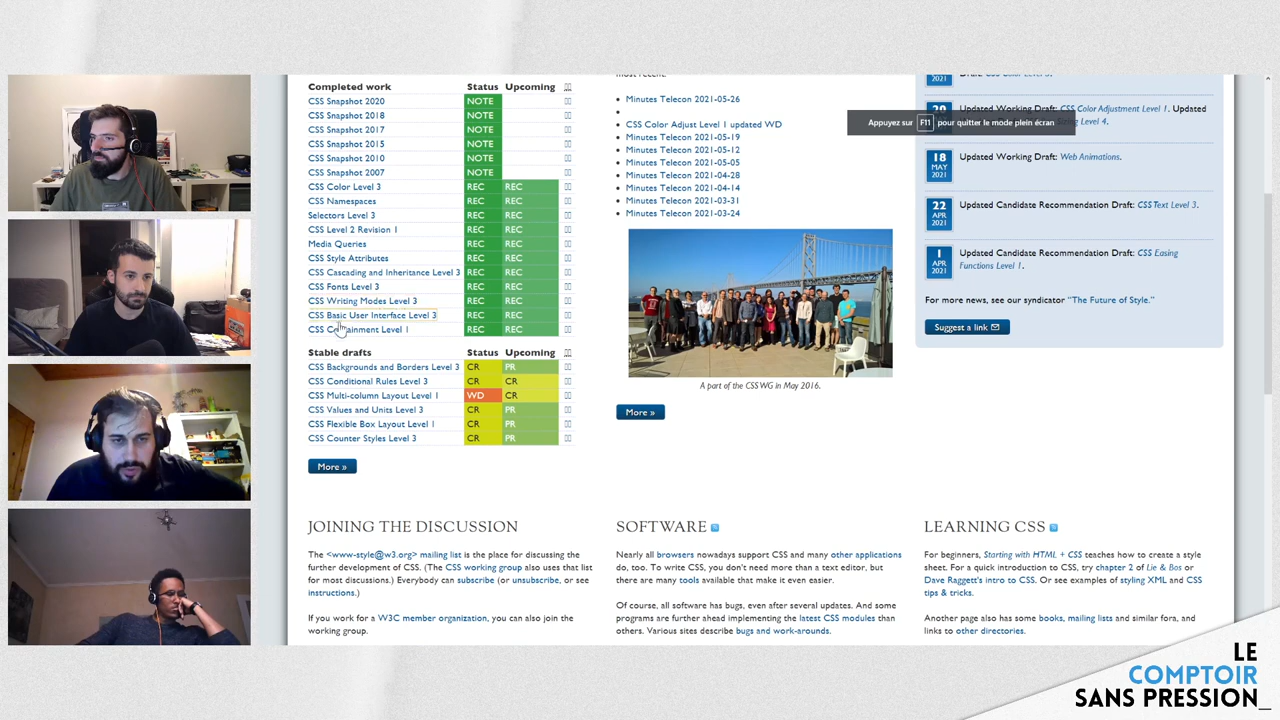 Completed work Status Upcoming
CSS Snapshot 2020 NOTE
CSS Snapshot 2018 NOTE
CSS Snapshot 2017 NOTE
CSS Snapshot 2015 NOTE
CSS Snapshot 2010 NOTE
CSS Snapshot 2007 NOTE
CSS Color Level 3 REC REC
CSS Namespaces REC REC
Selectors Level 3 REC REC
CSS Level 2 Revision 1 REC REC
Media Queries REC REC
CSS Style Attributes REC REC
CSS Cascading and Inheritance Level 3 REC REC
CSS Fonts Level 3 REC REC
CSS Writing Modes Level 3 REC REC
CSS Basic User Interface Level 3 REC REC
CSS Containment Level 1 REC REC
Stable drafts Status Upcoming
CSS Backgrounds and Borders Level 3 CR PR
CSS Conditional Rules Level 3 CR CR
CSS Multi-column Layout Level 1 WD CR
CSS Values and Units Level 3 CR PR
CSS Flexible Box Layout Level 1 CR PR
CSS Counter Styles Level 3 CR PR
More »
most recent.
Minutes Telecon 2021-05-26
CSS Color Adjust Level 1 updated WD
Minutes Telecon 2021-05-19
Minutes Telecon 2021-05-12
Minutes Telecon 2021-05-05
Minutes Telecon 2021-04-28
Minutes Telecon 2021-04-14
Minutes Telecon 2021-03-31
Minutes Telecon 2021-03-24
A part of the CSS WG in May 2016.
More »
2021
Updated Working Draft: CSS Color Adjustment Level 1. Updated
Level 4.
2021
Appuyez sur F11 pour quitter le mode plein écran
18 MAY 2021
Updated Working Draft: Web Animations.
22 APR 2021
Updated Candidate Recommendation Draft: CSS Text Level 3.
1 APR 2021
Updated Candidate Recommendation Draft: CSS Easing
Functions Level 1.
For more news, see our syndicator "The Future of Style."
Suggest a link
JOINING THE DISCUSSION
The <www-style@w3.org> mailing list is the place for discussing the
further development of CSS. (The CSS working group also uses that list
for most discussions.) Everybody can subscribe (or unsubscribe, or see
instructions.)
If you work for a W3C member organization, you can also join the
working group.
SOFTWARE
Nearly all browsers nowadays support CSS and many other applications
do, too. To write CSS, you don't need more than a text editor, but
there are many tools available that make it even easier.
Of course, all software has bugs, even after several updates. And some
programs are further ahead implementing the latest CSS modules than
others. Various sites describe bugs and work-arounds.
LEARNING CSS
For beginners, Starting with HTML + CSS teaches how to create a style
sheet. For a quick introduction to CSS, try chapter 2 of Lie & Bos or
Dave Raggett's intro to CSS. Or see examples of styling XML and CSS
tips & tricks.
Another page also has some books, mailing lists and similar fora, and
links to other directories.
LE
COMPTOIR
SANS PRESSION_